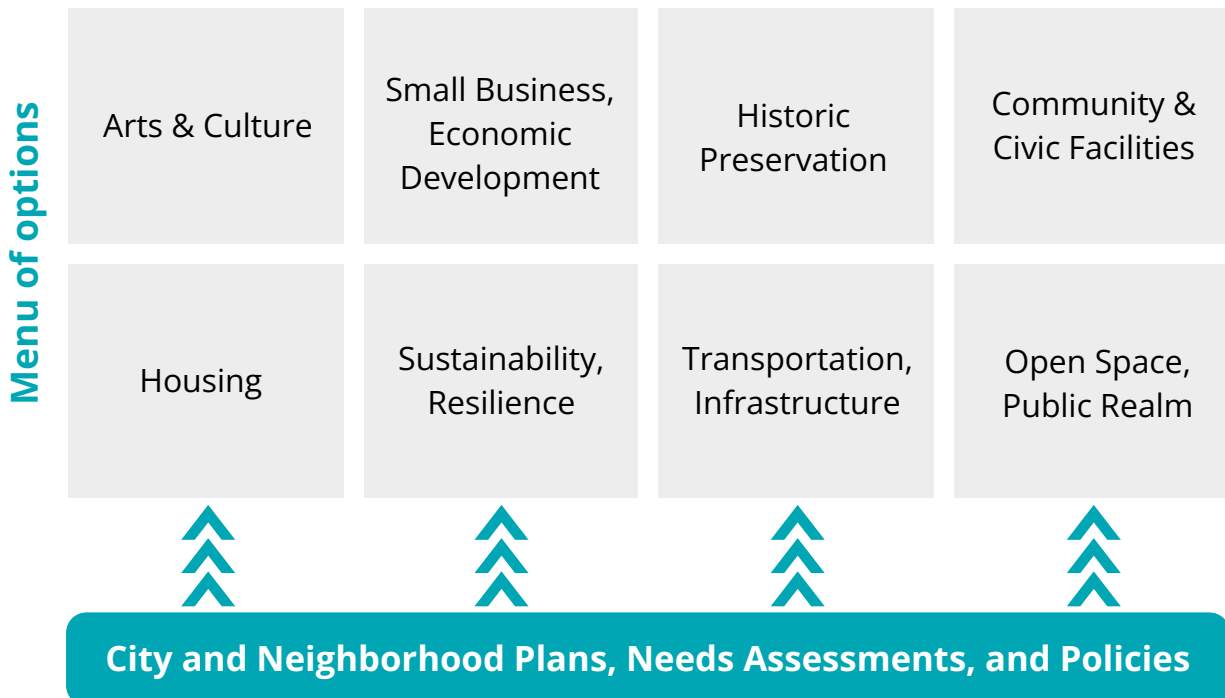 Menu of options
Arts & Culture
Small Business,
Economic
Development
Historic
Preservation
Community &
Civic Facilities
Housing
Sustainability,
Resilience
Transportation,
Infrastructure
Open Space,
Public Realm
City and Neighborhood Plans, Needs Assessments, and Policies